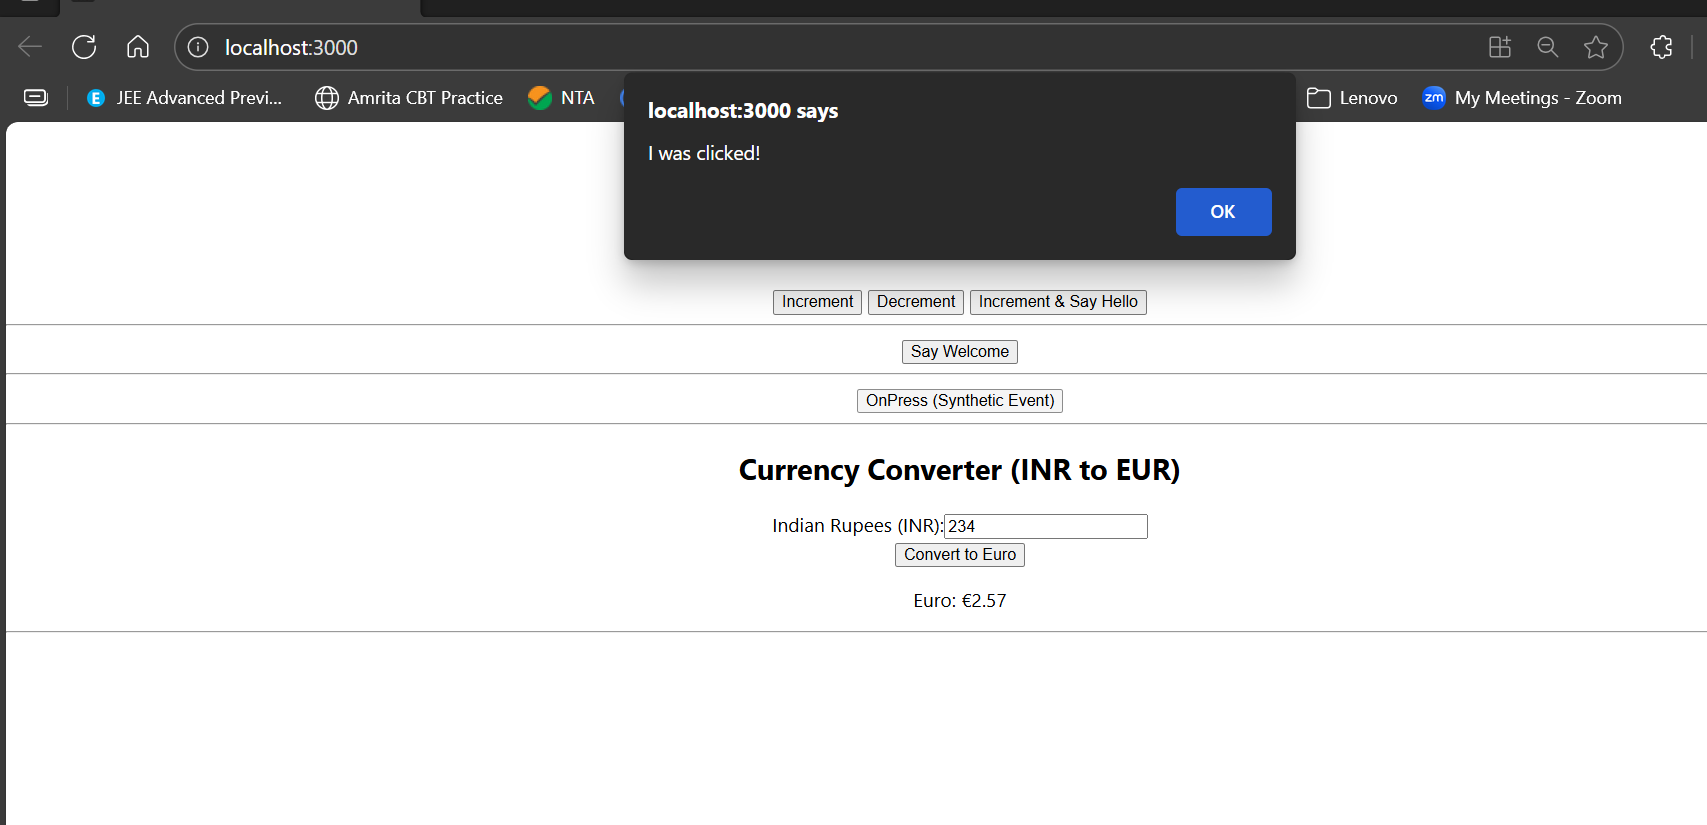 localhost:3000
JEE Advanced Previ... Amrita CBT Practice NTA Lenovo My Meetings - Zoom
localhost:3000 says
I was clicked!
OK
Increment Decrement Increment & Say Hello
Say Welcome
OnPress (Synthetic Event)
Currency Converter (INR to EUR)
Indian Rupees (INR): 234
Convert to Euro
Euro: €2.57